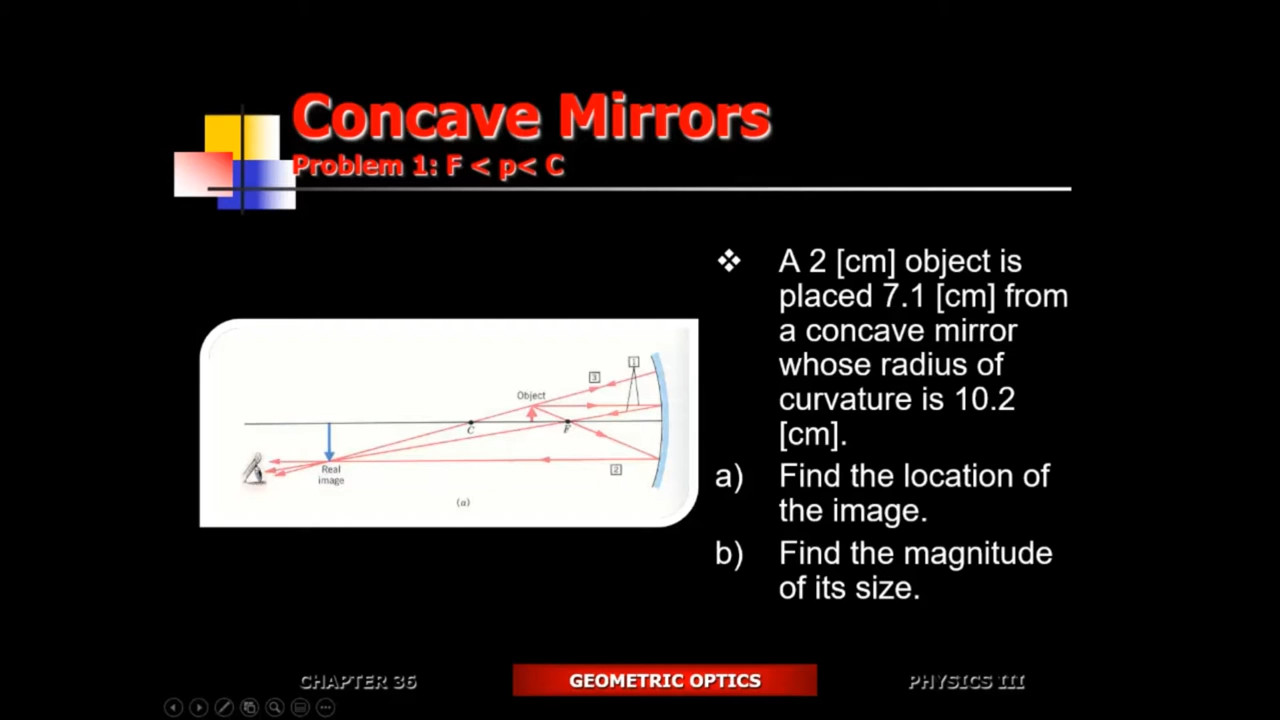 Concave Mirrors
Problem 1: F < p< C
❖ A 2 [cm] object is
placed 7.1 [cm] from
a concave mirror
whose radius of
curvature is 10.2
[cm].
a) Find the location of
the image.
b) Find the magnitude
of its size.
1
3
Object
C
F
2
Real
image
(a)
CHAPTER 36
GEOMETRIC OPTICS
PHYSICS III